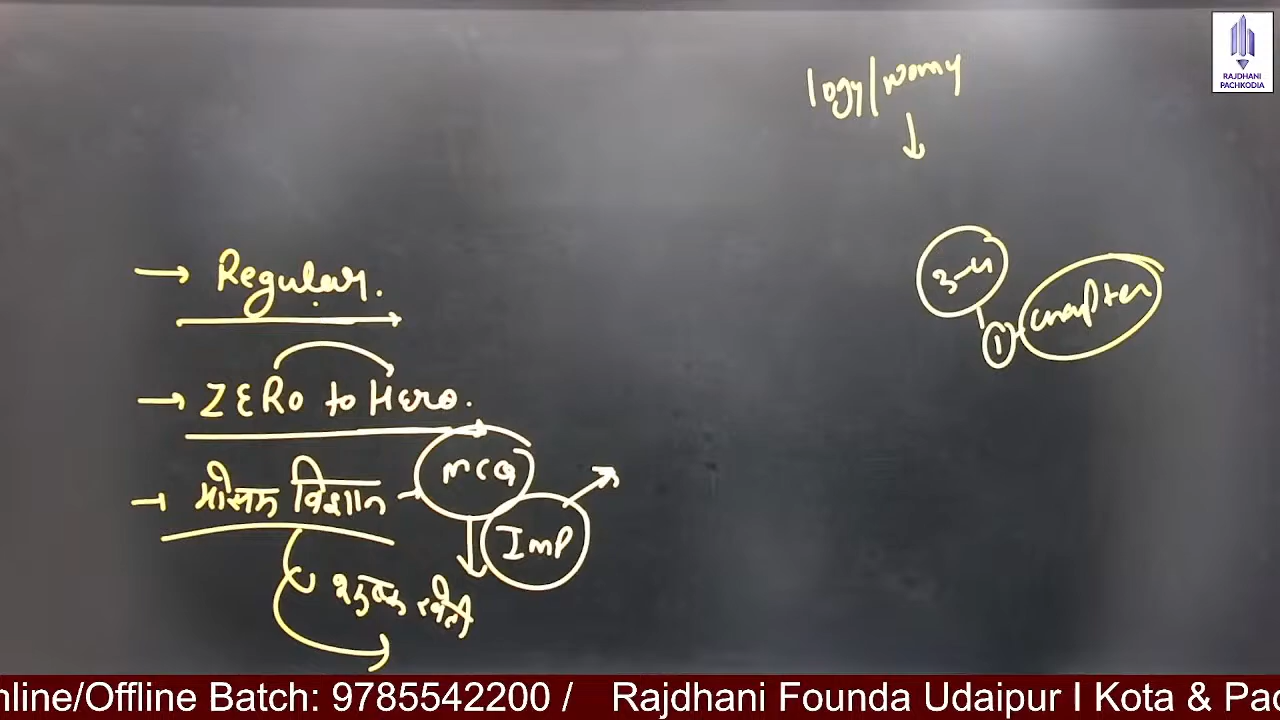 RAJDHANI
PACHKODIA
logy/nomy
→ Regular.
3-4
① chapter
→ ZERo to Hero.
→ मौसम विज्ञान - MCQ
IMP
शुष्क खेती
nline/Offline Batch: 9785542200 / Rajdhani Founda Udaipur I Kota & Pac